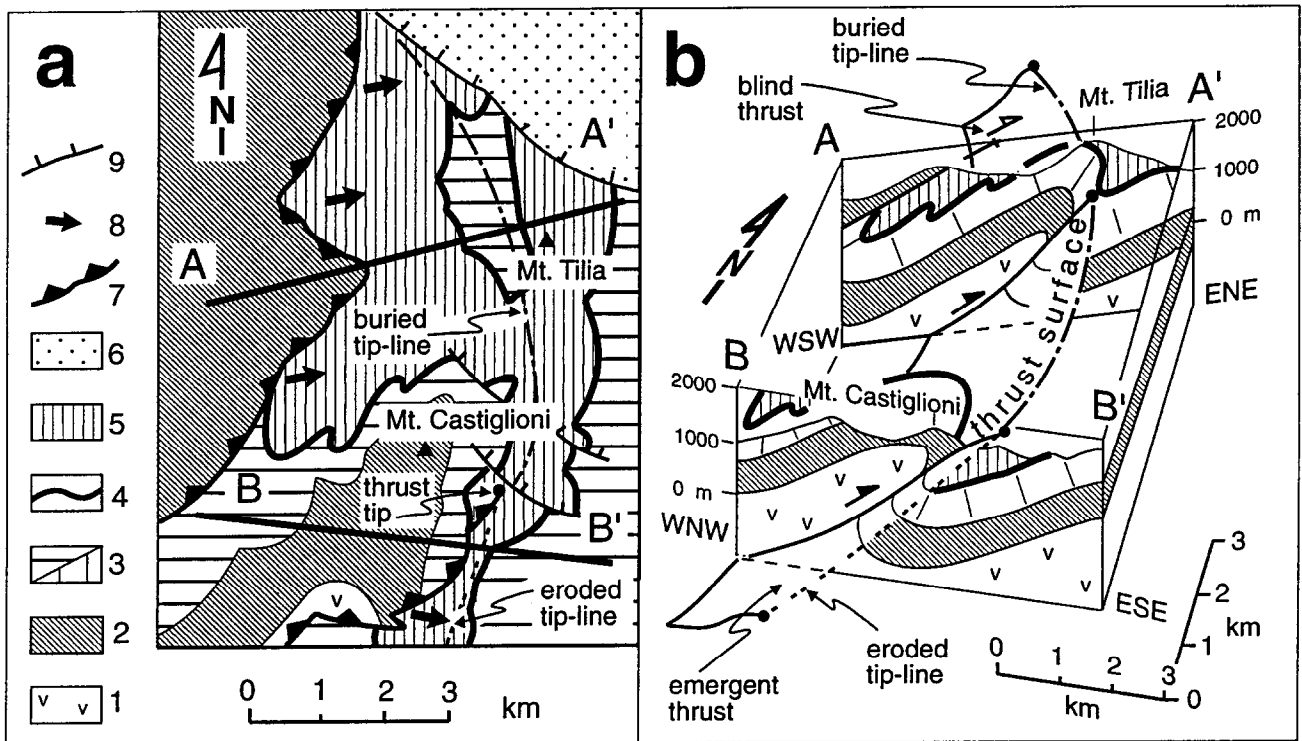 a
N
9
8
7
6
5
4
3
2
v v 1
A
A'
Mt. Tilia
buried
tip-line
Mt. Castiglioni
B
thrust
tip
B'
v
eroded
tip-line
0 1 2 3 km
b
buried
tip-line
blind
thrust
Mt. Tilia
A'
2000
1000
0 m
A
N
v
v
v
thrust surface
WSW
ENE
B
2000
1000
0 m
Mt. Castiglioni
B'
WNW
v
v
v
v
v
v
v
v
ESE
emergent
thrust
eroded
tip-line
3
2
km
1
0
0 1 2 3
km